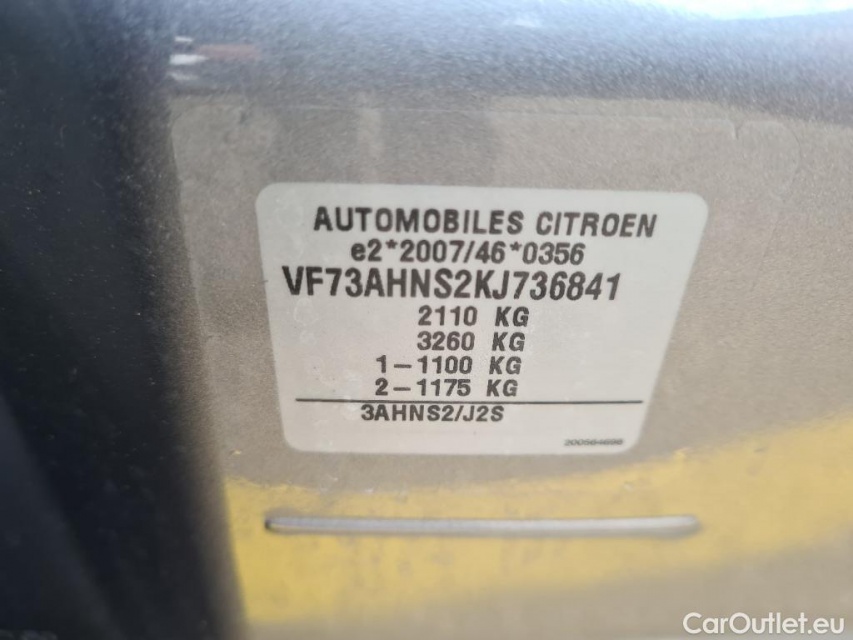 AUTOMOBILES CITROEN
e2*2007/46*0356
VF73AHNS2KJ736841
2110 KG
3260 KG
1-1100 KG
2-1175 KG
3AHNS2/J2S
200564698
CarOutlet.eu